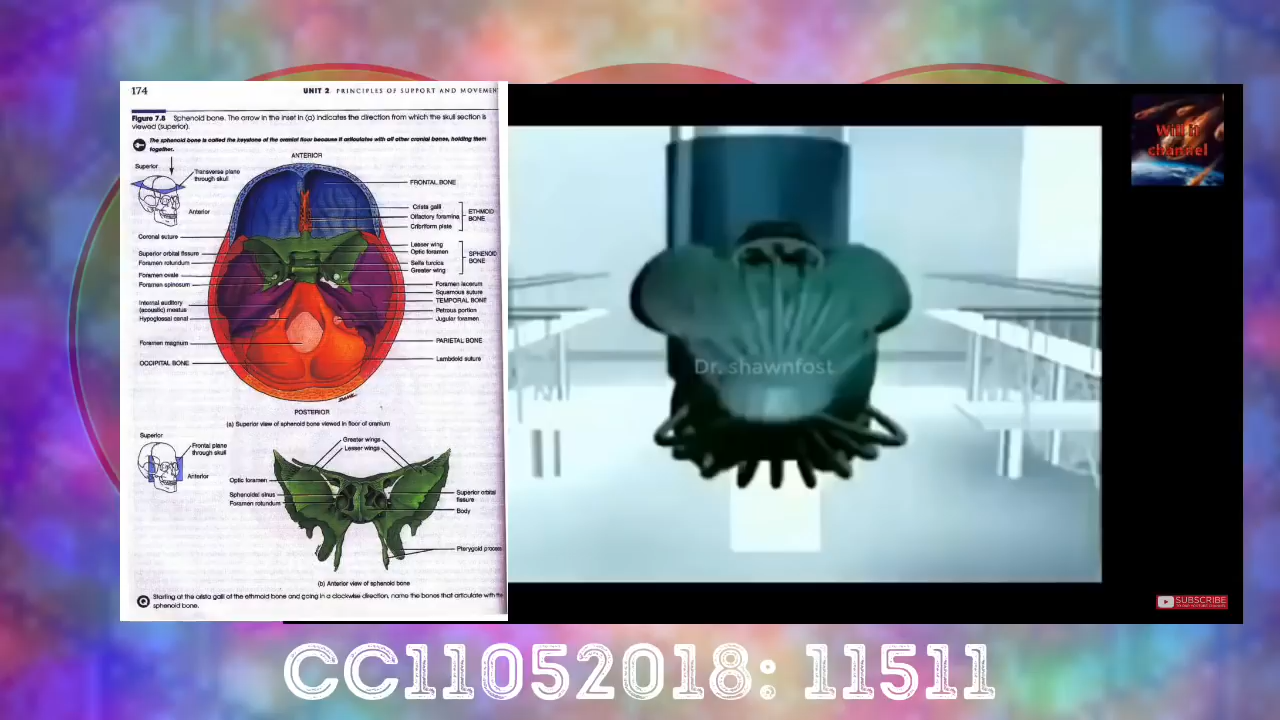 174
UNIT 2 PRINCIPLES OF SUPPORT AND MOVEMEN
Figure 7.8 Sphenoid bone. The arrow in the inset in (a) indicates the direction from which the skull section is
viewed (superior).
The sphenoid bone is called the keystone of the cranial floor because it articulates with all other cranial bones, holding them
together.
ANTERIOR
Superior
Transverse plane
through skull
Anterior
FRONTAL BONE
Crista galli
Olfactory foramina
Cribriform plate
ETHMOID
BONE
Coronal suture
Superior orbital fissure
Foramen rotundum
Foramen ovale
Foramen spinosum
Internal auditory
(acoustic) meatus
Hypoglossal canal
Foramen magnum
OCCIPITAL BONE
Lesser wing
Optic foramen
Sella turcica
Greater wing
SPHENOID
BONE
Foramen lacerum
Squamous suture
TEMPORAL BONE
Petrous portion
Jugular foramen
PARIETAL BONE
Lambdoid suture
POSTERIOR
(a) Superior view of sphenoid bone viewed in floor of cranium
Superior
Frontal plane
through skull
Anterior
Greater wings
Lesser wings
Optic foramen
Sphenoidal sinus
Foramen rotundum
Superior orbital
fissure
Body
Pterygoid process
(b) Anterior view of sphenoid bone
Q Starting at the crista galli of the ethmoid bone and going in a clockwise direction, name the bones that articulate with the
sphenoid bone.
Dr. shawnfost
Will it
channel
SUBSCRIBE
CC11052018: 11511